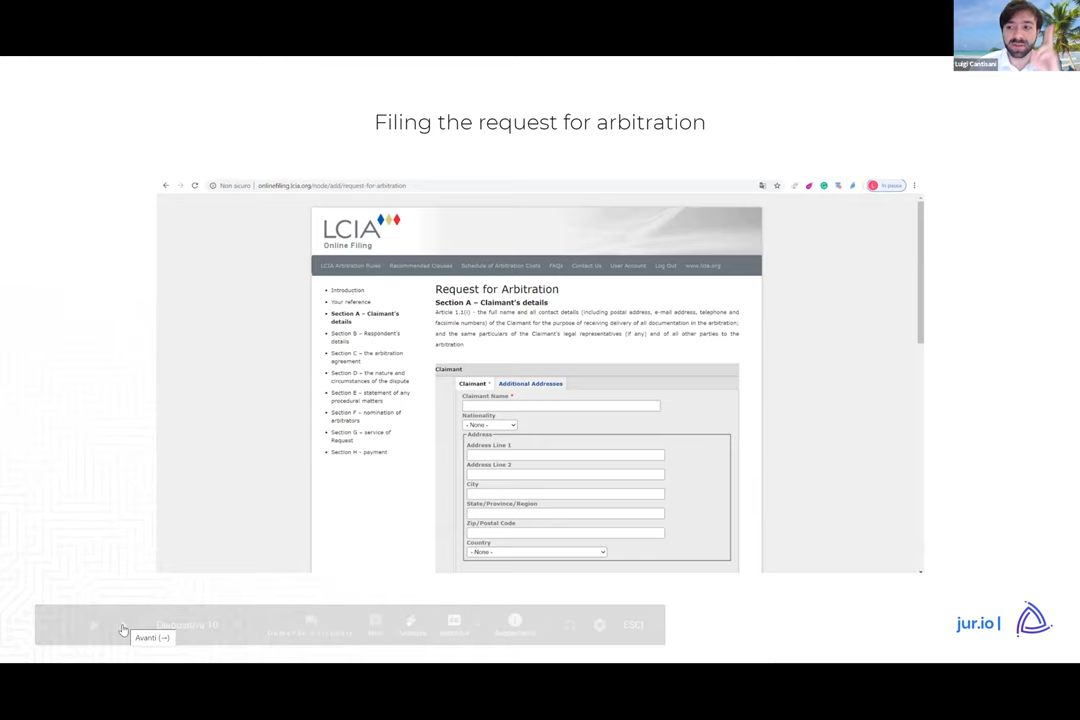 Luigi Cantisani
Filing the request for arbitration
Non sicuro | onlinefiling.lcia.org/node/add/request-for-arbitration
In pausa
LCIA
Online Filing
LCIA Arbitration Rules Recommended Clauses Schedule of Arbitration Costs FAQs Contact Us User Account Log Out www.lcia.org
Introduction
Your reference
Section A – Claimant's
details
Section B – Respondent's
details
Section C – the arbitration
agreement
Section D – the nature and
circumstances of the dispute
Section E – statement of any
procedural matters
Section F – nomination of
arbitrators
Section G – service of
Request
Section H - payment
Request for Arbitration
Section A – Claimant's details
Article 1.1(i) - the full name and all contact details (including postal address, e-mail address, telephone and
facsimile numbers) of the Claimant for the purpose of receiving delivery of all documentation in the arbitration;
and the same particulars of the Claimant's legal representatives (if any) and of all other parties to the
arbitration
Claimant
Claimant * Additional Addresses
Claimant Name *
Nationality
- None -
Address
Address Line 1
Address Line 2
City
State/Province/Region
Zip/Postal Code
Country
- None -
Diapositiva 10
ESCI
Avanti (→)
jur.io |